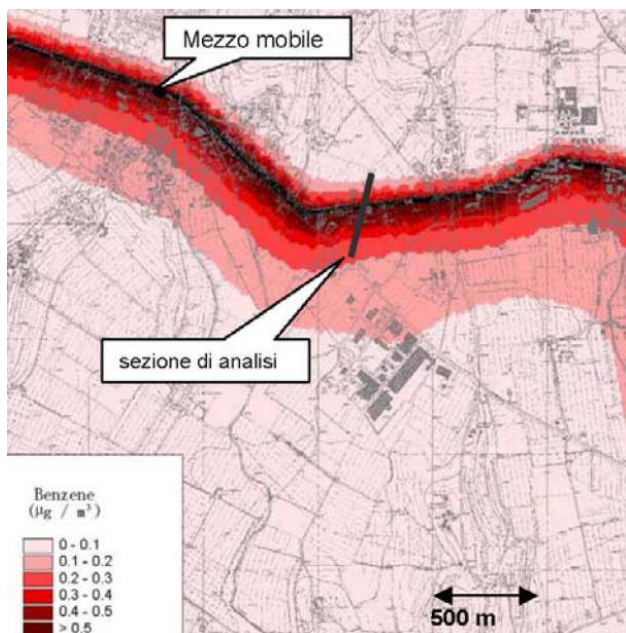 Mezzo mobile
sezione di analisi
Benzene
(μg / m³)
0 - 0.1
0.1 - 0.2
0.2 - 0.3
0.3 - 0.4
0.4 - 0.5
> 0.5
500 m